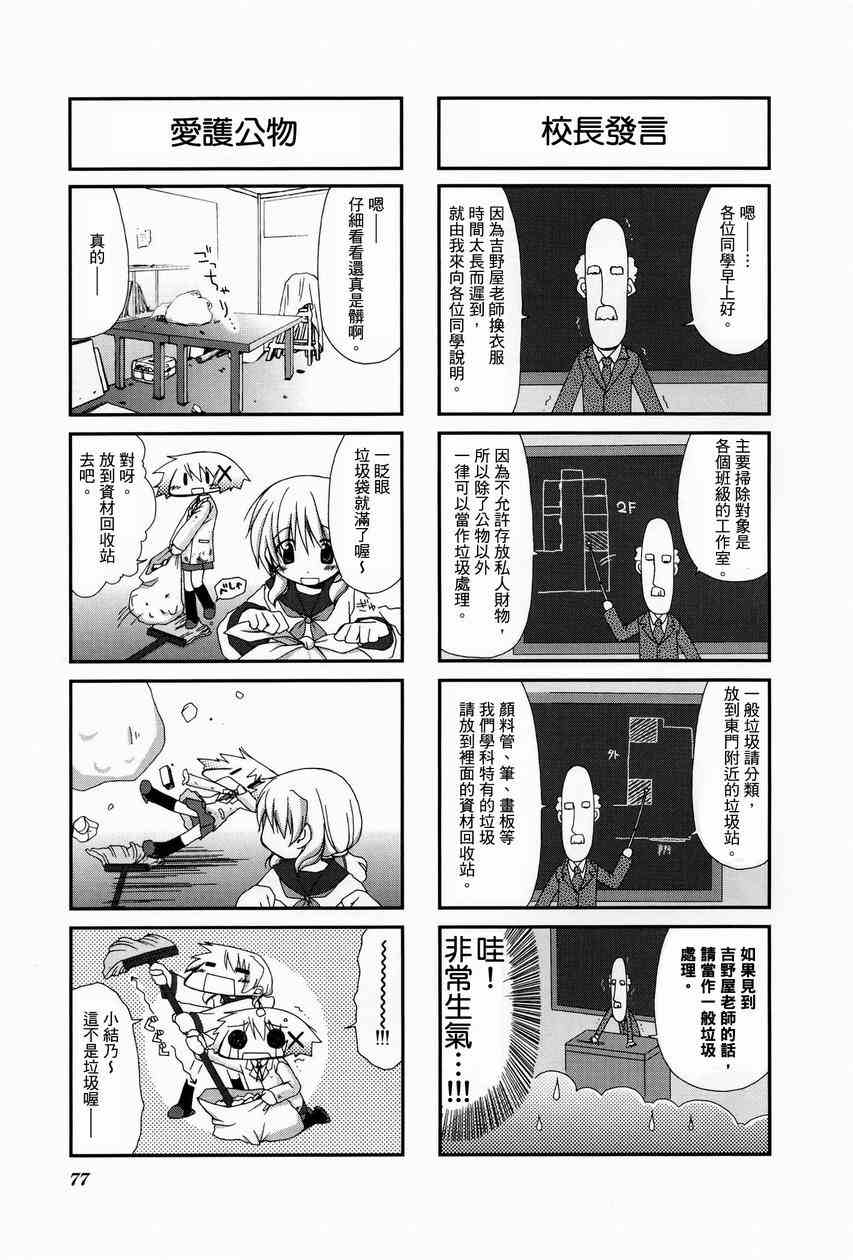 校長發言
嗯——…
各位同學早上好。
因為吉野屋老師換衣服
時間太長而遲到，
就由我來向各位同學說明。
主要掃除對象是
各個班級的工作室。
2F
因為不允許存放私人財物，
所以除了公物以外
一律可以當作垃圾處理。
一般垃圾請分類，
放到東門附近的垃圾站。
外
門
顏料管、筆、畫板等
我們學科特有的垃圾
請放到裡面的資材回收站。
如果見到
吉野屋老師的話，
請當作一般垃圾
處理。
哇！
非常生氣…!!!
愛護公物
嗯——
仔細看看還真是髒啊。
真的——
ごちゃ
一眨眼
垃圾袋就滿了喔～
對呀。
放到資材回收站
去吧。
べしゃ
～～～～!!!
小結乃～
這不是垃圾喔——
77